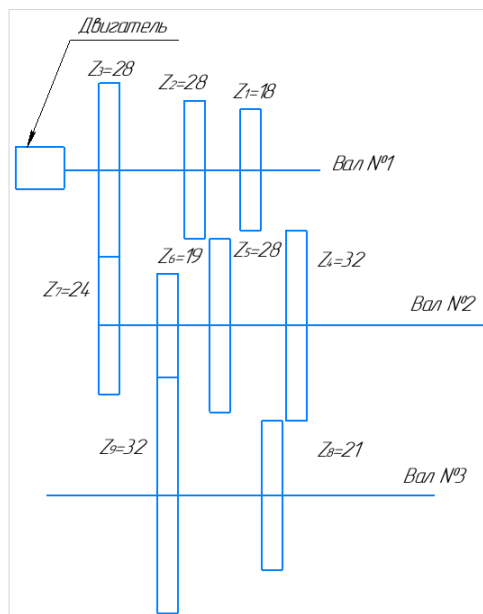 Двигатель
Z3=28
Z2=28
Z1=18
Вал №1
Z6=19
Z5=28
Z4=32
Z7=24
Вал №2
Z9=32
Z8=21
Вал №3